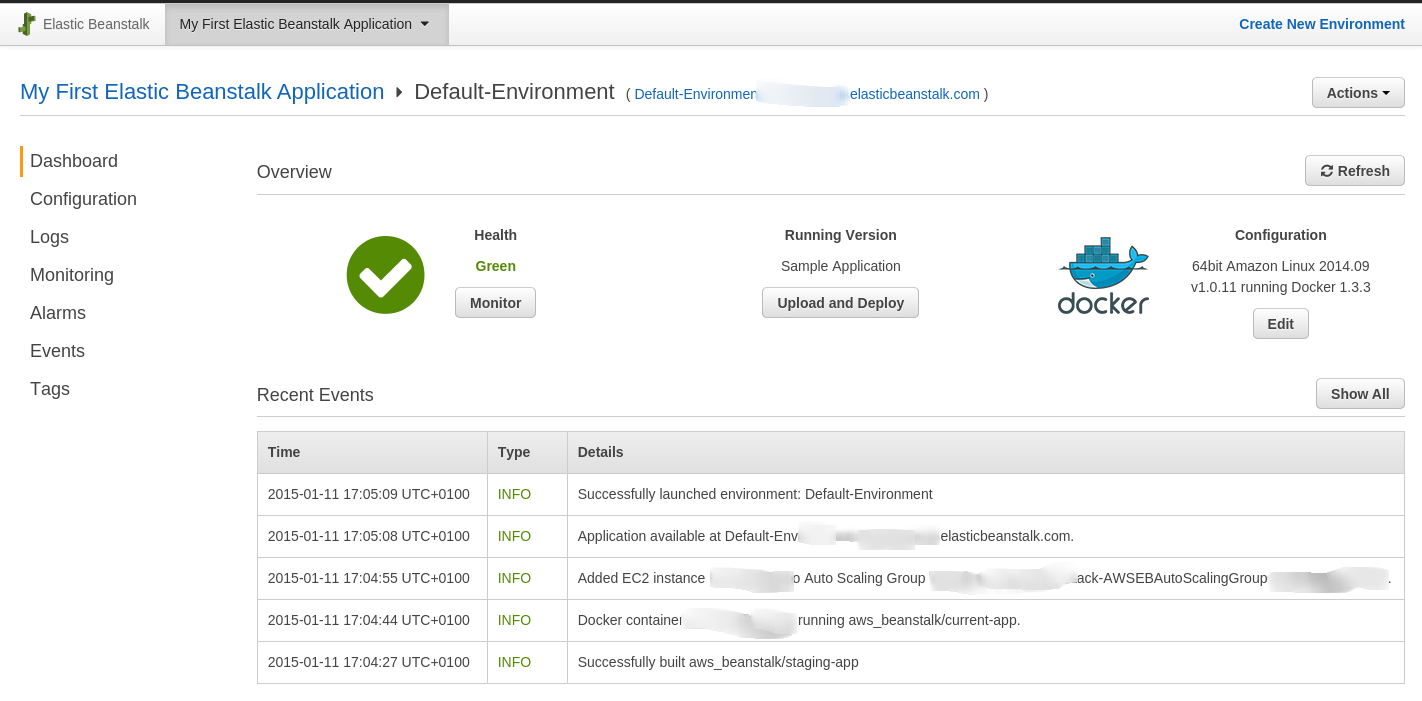 Elastic Beanstalk My First Elastic Beanstalk Application Create New Environment
My First Elastic Beanstalk Application Default-Environment ( Default-Environmen elasticbeanstalk.com ) Actions
Dashboard
Configuration
Logs
Monitoring
Alarms
Events
Tags
Overview Refresh
Health
Green
Monitor
Running Version
Sample Application
Upload and Deploy
docker
Configuration
64bit Amazon Linux 2014.09
v1.0.11 running Docker 1.3.3
Edit
Recent Events Show All
Time Type Details
2015-01-11 17:05:09 UTC+0100 INFO Successfully launched environment: Default-Environment
2015-01-11 17:05:08 UTC+0100 INFO Application available at Default-Env elasticbeanstalk.com.
2015-01-11 17:04:55 UTC+0100 INFO Added EC2 instance o Auto Scaling Group ack-AWSEBAutoScalingGroup .
2015-01-11 17:04:44 UTC+0100 INFO Docker container running aws_beanstalk/current-app.
2015-01-11 17:04:27 UTC+0100 INFO Successfully built aws_beanstalk/staging-app